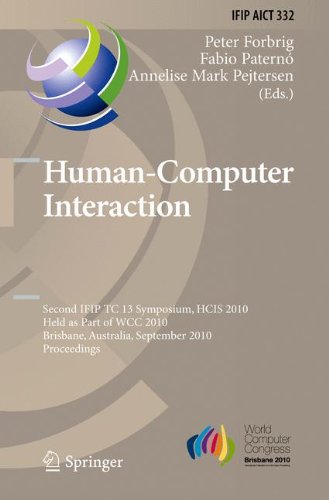 IFIP AICT 332
Peter Forbrig
Fabio Paternó
Annelise Mark Pejtersen
(Eds.)
Human-Computer
Interaction
Second IFIP TC 13 Symposium, HCIS 2010
Held as Part of WCC 2010
Brisbane, Australia, September 2010
Proceedings
Springer
World
Computer
Congress
Brisbane 2010